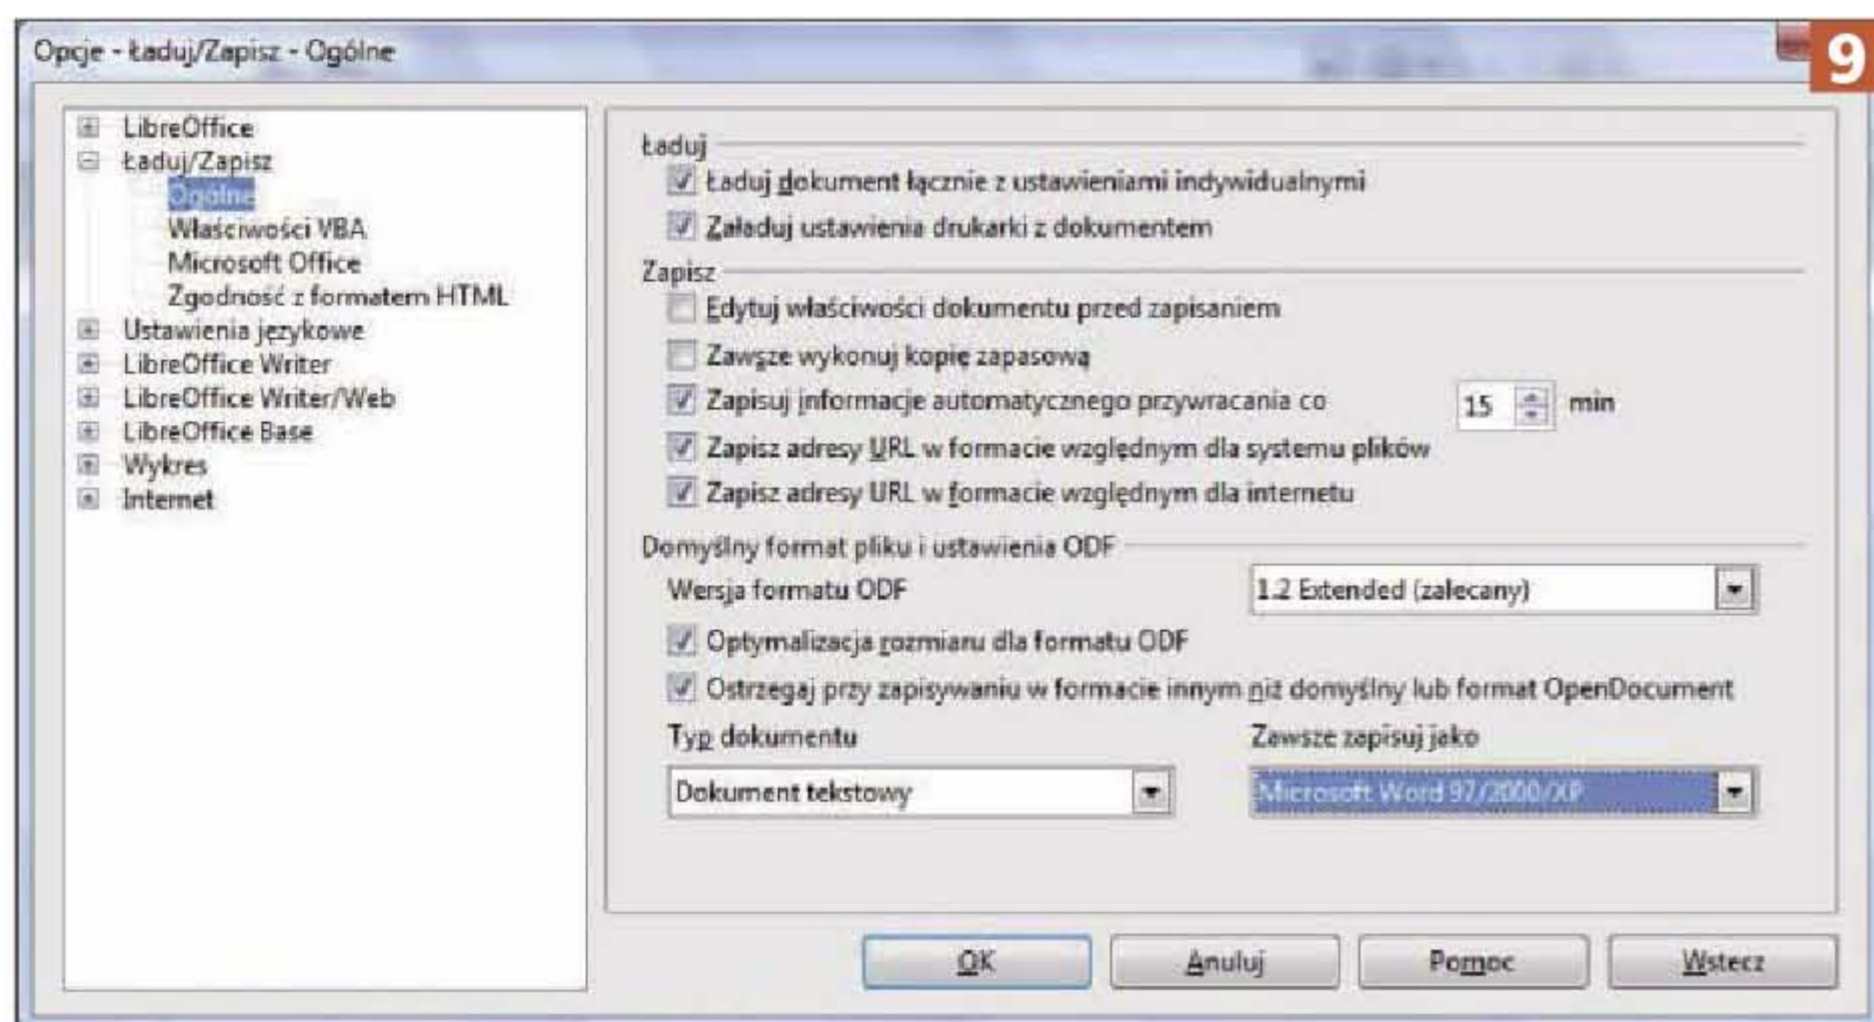 Opcje - Ładuj/Zapisz - Ogólne
9
LibreOffice
Ładuj/Zapisz
Ogólne
Właściwości VBA
Microsoft Office
Zgodność z formatem HTML
Ustawienia językowe
LibreOffice Writer
LibreOffice Writer/Web
LibreOffice Base
Wykres
Internet
Ładuj
Ładuj dokument łącznie z ustawieniami indywidualnymi
Załaduj ustawienia drukarki z dokumentem
Zapisz
Edytuj właściwości dokumentu przed zapisaniem
Zawsze wykonuj kopię zapasową
Zapisuj informacje automatycznego przywracania co 15 min
Zapisz adresy URL w formacie względnym dla systemu plików
Zapisz adresy URL w formacie względnym dla internetu
Domyślny format pliku i ustawienia ODF
Wersja formatu ODF 1.2 Extended (zalecany)
Optymalizacja rozmiaru dla formatu ODF
Ostrzegaj przy zapisywaniu w formacie innym niż domyślny lub format OpenDocument
Typ dokumentu Zawsze zapisuj jako
Dokument tekstowy Microsoft Word 97/2000/XP
OK Anuluj Pomoc Wstecz